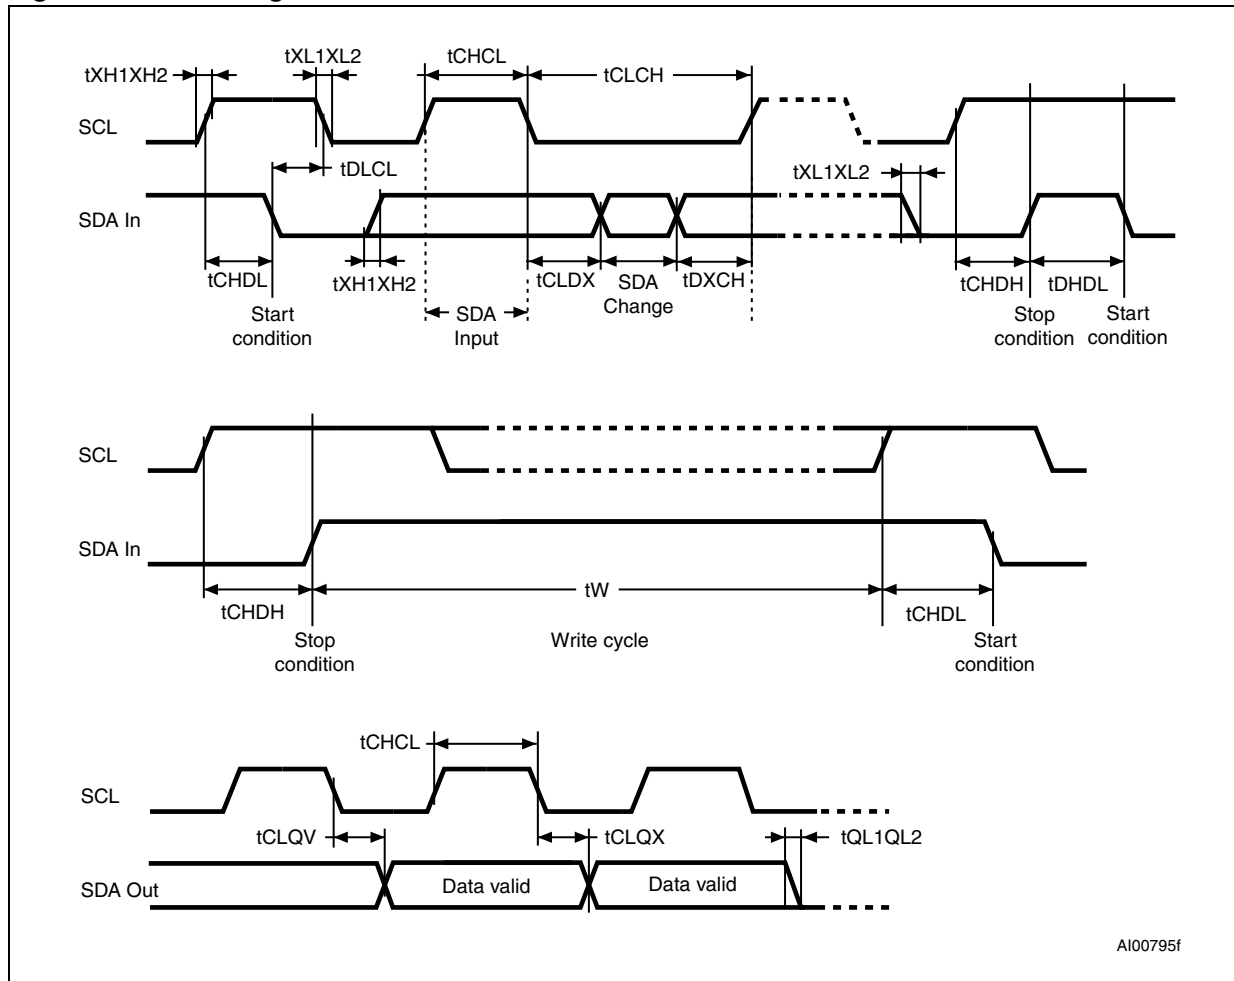 tXH1XH2
tXL1XL2
tCHCL
tCLCH
SCL
tDLCL
tXL1XL2
SDA In
tCHDL
tXH1XH2
tCLDX
SDA
Change
tDXCH
tCHDH
tDHDL
Start
condition
SDA
Input
Stop
condition
Start
condition
SCL
SDA In
tCHDH
tW
tCHDL
Stop
condition
Write cycle
Start
condition
tCHCL
SCL
tCLQV
tCLQX
tQL1QL2
SDA Out
Data valid
Data valid
AI00795f